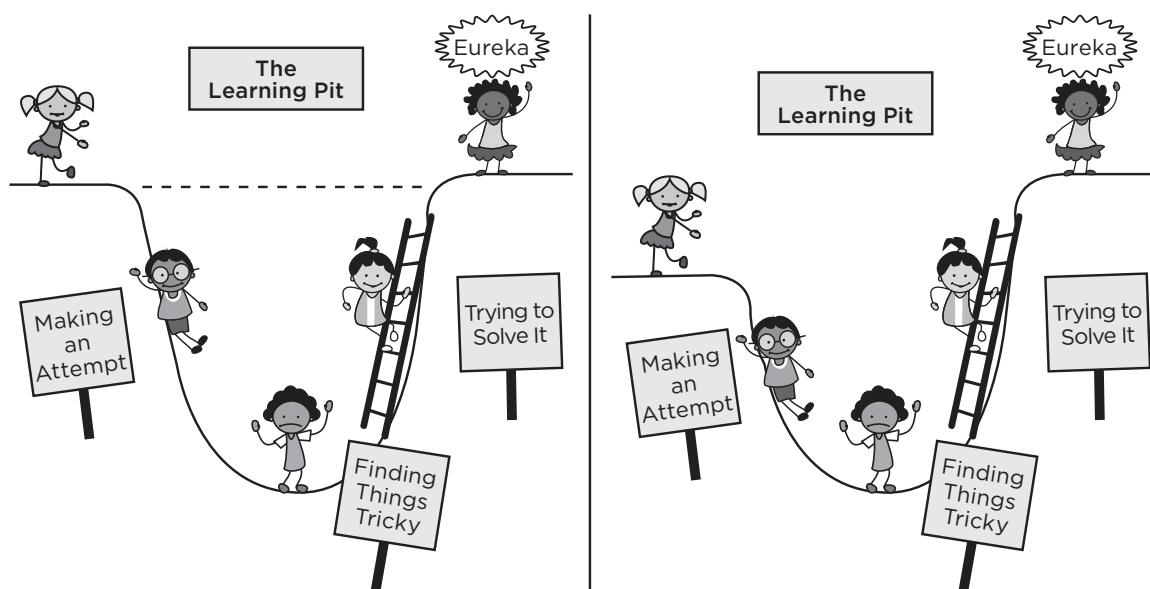 The
Learning Pit
Eureka
Making
an
Attempt
Trying to
Solve It
Finding
Things
Tricky
The
Learning Pit
Eureka
Making
an
Attempt
Trying to
Solve It
Finding
Things
Tricky